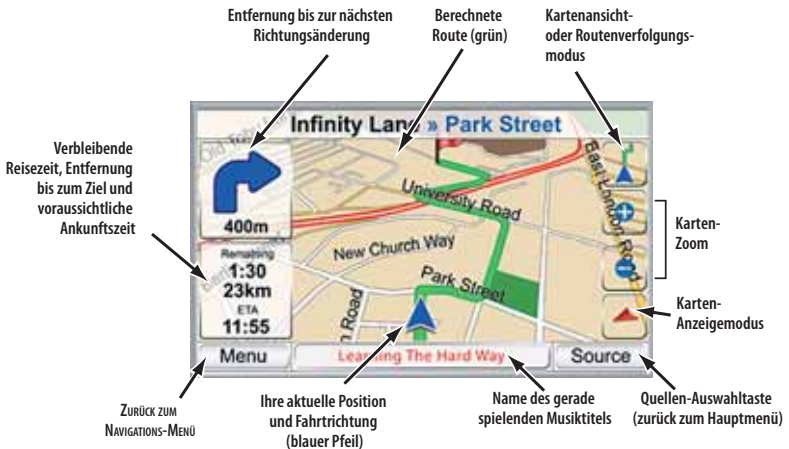 Entfernung bis zur nächsten
Richtungsänderung
Berechnete
Route (grün)
Kartenansicht-
oder Routenverfolgungs-
modus
Verbleibende
Reisezeit, Entfernung
bis zum Ziel und
voraussichtliche
Ankunftszeit
Infinity Lane » Park Street
400m
Remaining
1:30
23km
ETA
11:55
University Road
New Church Way
Park Street
East London Road
n Road
Menu
Learning The Hard Way
Source
Karten-
Zoom
Karten-
Anzeigemodus
Zurück zum
Navigations-Menü
Ihre aktuelle Position
und Fahrtrichtung
(blauer Pfeil)
Name des gerade
spielenden Musiktitels
Quellen-Auswahltaste
(zurück zum Hauptmenü)